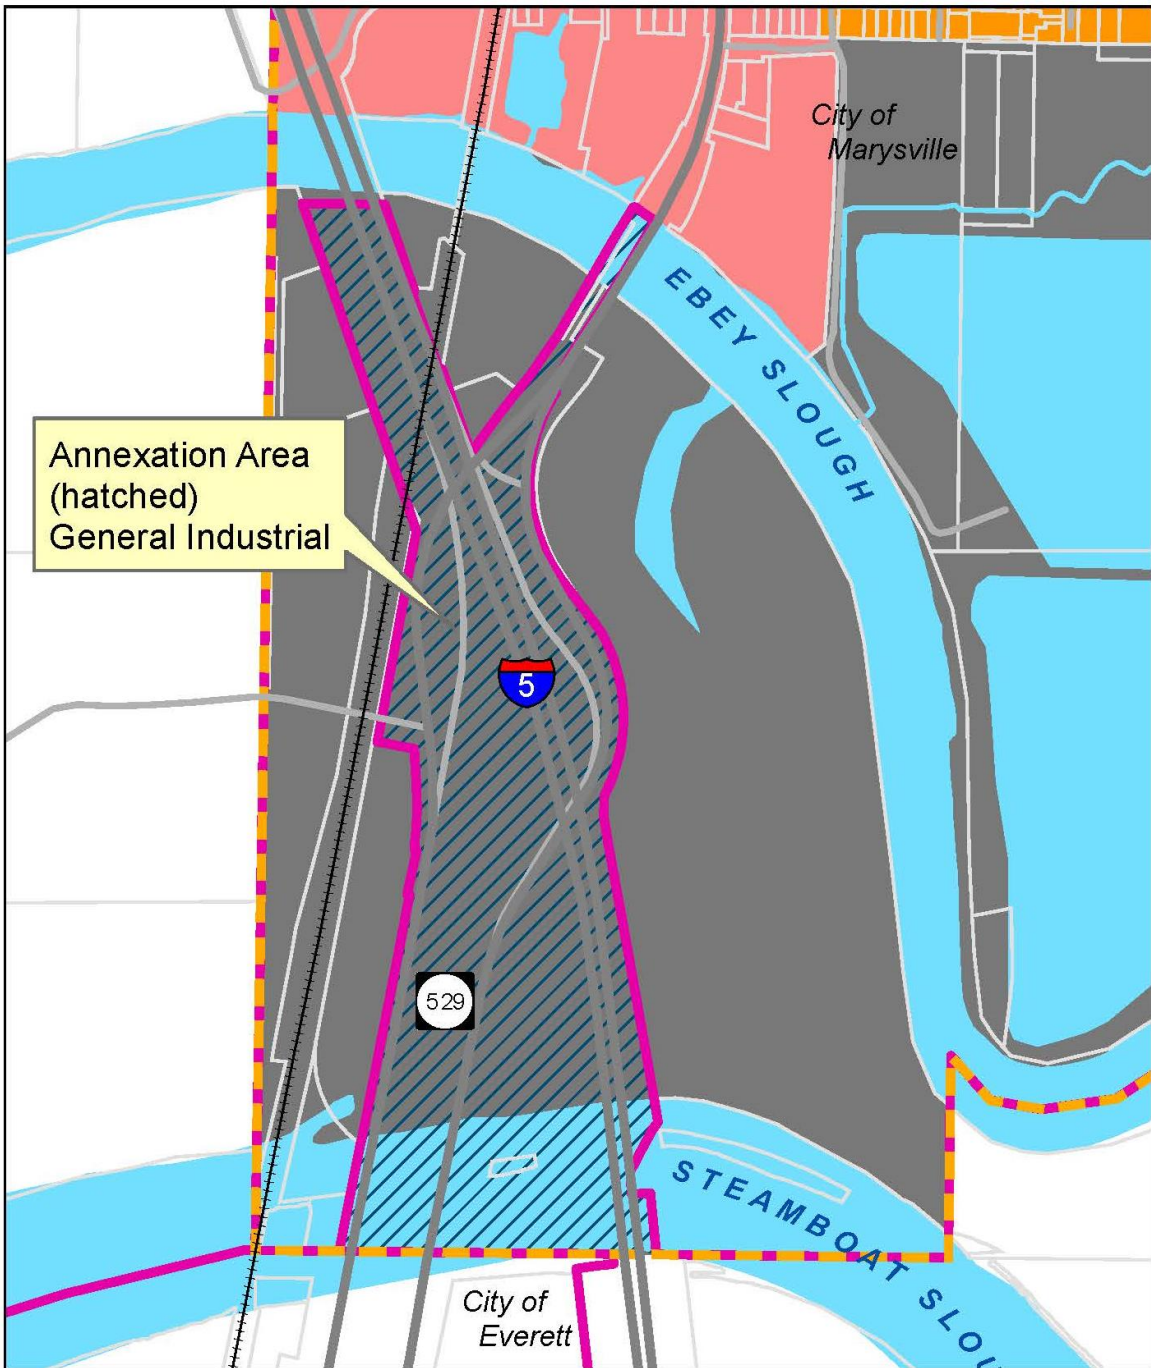 City of
Marysville
EBEY SLOUGH
Annexation Area
(hatched)
General Industrial
5
529
STEAMBOAT SLOU
City of
Everett